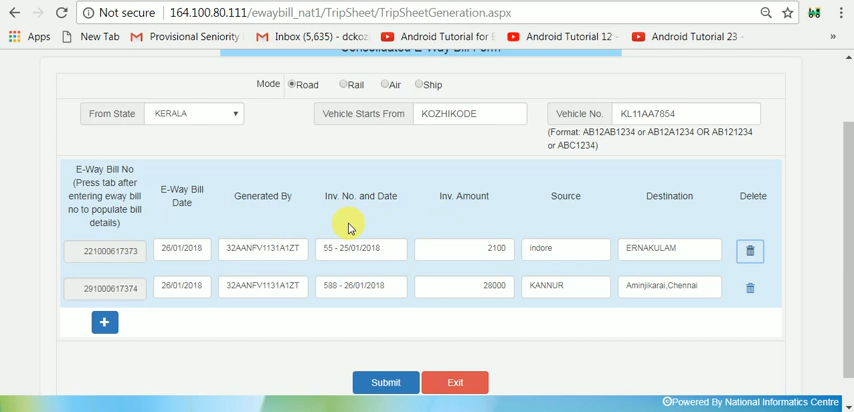 Not secure | 164.100.80.111/ewaybill_nat1/TripSheet/TripSheetGeneration.aspx
Apps New Tab Provisional Seniority Inbox (5,635) - dckoz Android Tutorial for Android Tutorial 12 - Android Tutorial 23 - »
Consolidated E-Way Bill Form
Mode Road Rail Air Ship
From State KERALA Vehicle Starts From KOZHIKODE Vehicle No. KL11AA7854
(Format: AB12AB1234 or AB12A1234 OR AB121234
or ABC1234)
E-Way Bill No
(Press tab after
entering eway bill
no to populate bill
details)
E-Way Bill
Date
Generated By
Inv. No. and Date
Inv. Amount
Source
Destination
Delete
221000617373 26/01/2018 32AANFV1131A1ZT 55 - 25/01/2018 2100 indore ERNAKULAM
291000617374 26/01/2018 32AANFV1131A1ZT 588 - 26/01/2018 28000 KANNUR Aminjikarai,Chennai
+
Submit Exit
©Powered By National Informatics Centre